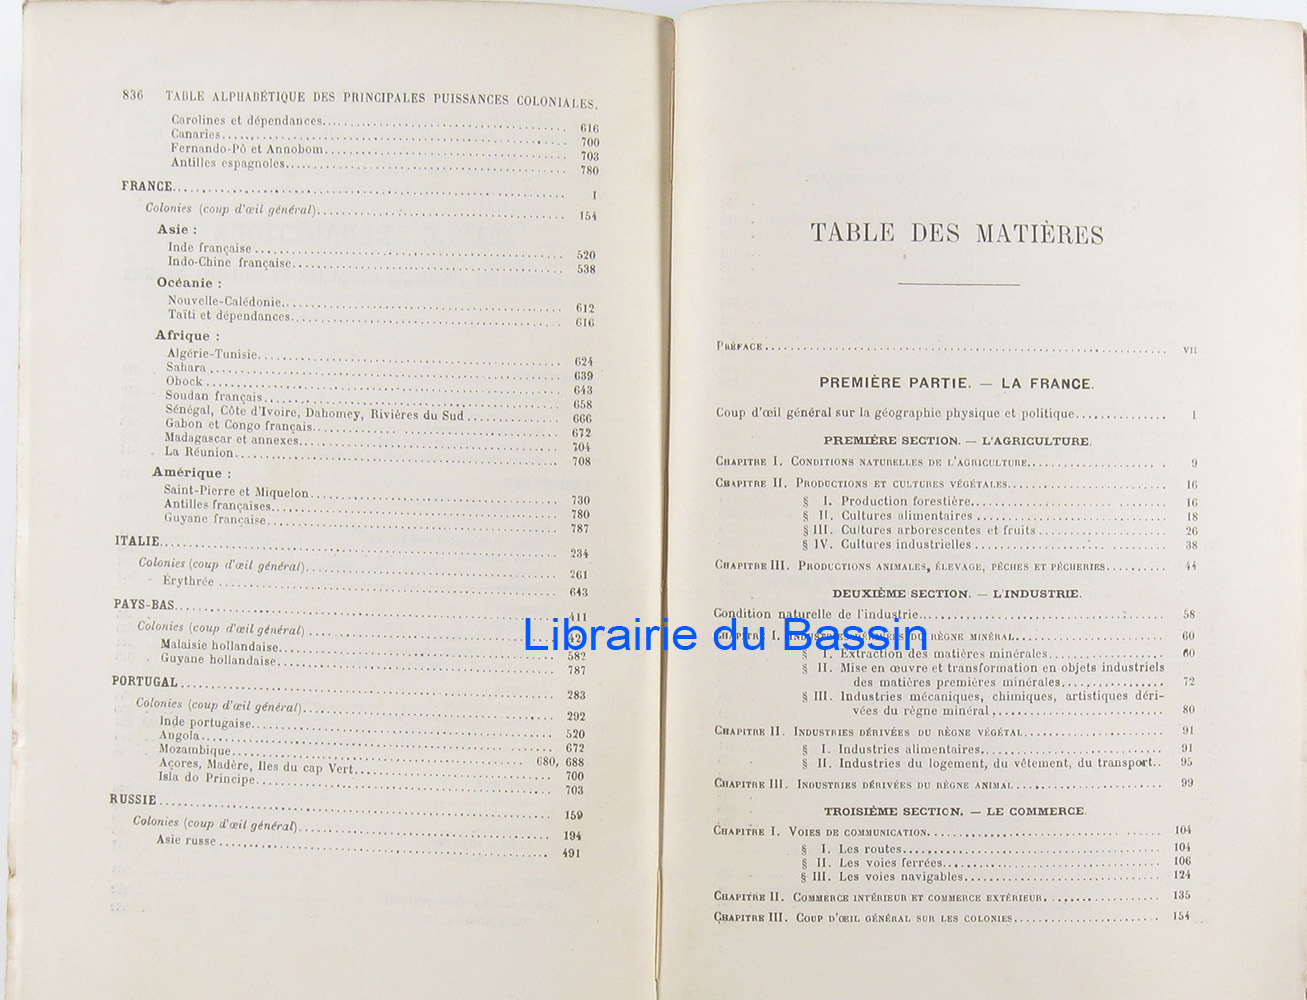 836 TABLE ALPHABÉTIQUE DES PRINCIPALES PUISSANCES COLONIALES.
Carolines et dépendances 616
Canaries 700
Fernando-Pô et Annobom 703
Antilles espagnoles 780
FRANCE 1
Colonies (coup d'œil général) 154
Asie :
Inde française 520
Indo-Chine française 538
Océanie :
Nouvelle-Calédonie 612
Taïti et dépendances 616
Afrique :
Algérie-Tunisie 624
Sahara 639
Obock 643
Soudan français 658
Sénégal, Côte d'Ivoire, Dahomey, Rivières du Sud 666
Gabon et Congo français 672
Madagascar et annexes 704
La Réunion 708
Amérique :
Saint-Pierre et Miquelon 730
Antilles françaises 780
Guyane française 787
ITALIE 234
Colonies (coup d'œil général) 261
Érythrée 643
PAYS-BAS 411
Colonies (coup d'œil général)
Malaisie hollandaise 582
Guyane hollandaise 787
PORTUGAL 283
Colonies (coup d'œil général) 292
Inde portugaise 520
Angola 672
Mozambique 680, 688
Açores, Madère, Iles du cap Vert 700
Isla do Principe 703
RUSSIE 159
Colonies (coup d'œil général) 194
Asie russe 491
TABLE DES MATIÈRES
PRÉFACE VII
PREMIÈRE PARTIE. — LA FRANCE.
Coup d'œil général sur la géographie physique et politique 1
PREMIÈRE SECTION. — L'AGRICULTURE.
CHAPITRE I. CONDITIONS NATURELLES DE L'AGRICULTURE 9
CHAPITRE II. PRODUCTIONS ET CULTURES VÉGÉTALES 16
§ I. Production forestière 16
§ II. Cultures alimentaires 18
§ III. Cultures arborescentes et fruits 26
§ IV. Cultures industrielles 38
CHAPITRE III. PRODUCTIONS ANIMALES, ÉLEVAGE, PÊCHES ET PÊCHERIES 44
DEUXIÈME SECTION. — L'INDUSTRIE.
Condition naturelle de l'industrie 58
CHAPITRE I. INDUSTRIES DÉRIVÉES DU RÈGNE MINÉRAL 60
Librairie du Bassin
§ I. Extraction des matières minérales 60
§ II. Mise en œuvre et transformation en objets industriels
des matières premières minérales 72
§ III. Industries mécaniques, chimiques, artistiques déri-
vées du règne minéral 80
CHAPITRE II. INDUSTRIES DÉRIVÉES DU RÈGNE VÉGÉTAL 91
§ I. Industries alimentaires 91
§ II. Industries du logement, du vêtement, du transport 95
CHAPITRE III. INDUSTRIES DÉRIVÉES DU RÈGNE ANIMAL 99
TROISIÈME SECTION. — LE COMMERCE.
CHAPITRE I. VOIES DE COMMUNICATION 104
§ I. Les routes 104
§ II. Les voies ferrées 106
§ III. Les voies navigables 124
CHAPITRE II. COMMERCE INTÉRIEUR ET COMMERCE EXTÉRIEUR 135
CHAPITRE III. COUP D'ŒIL GÉNÉRAL SUR LES COLONIES 154